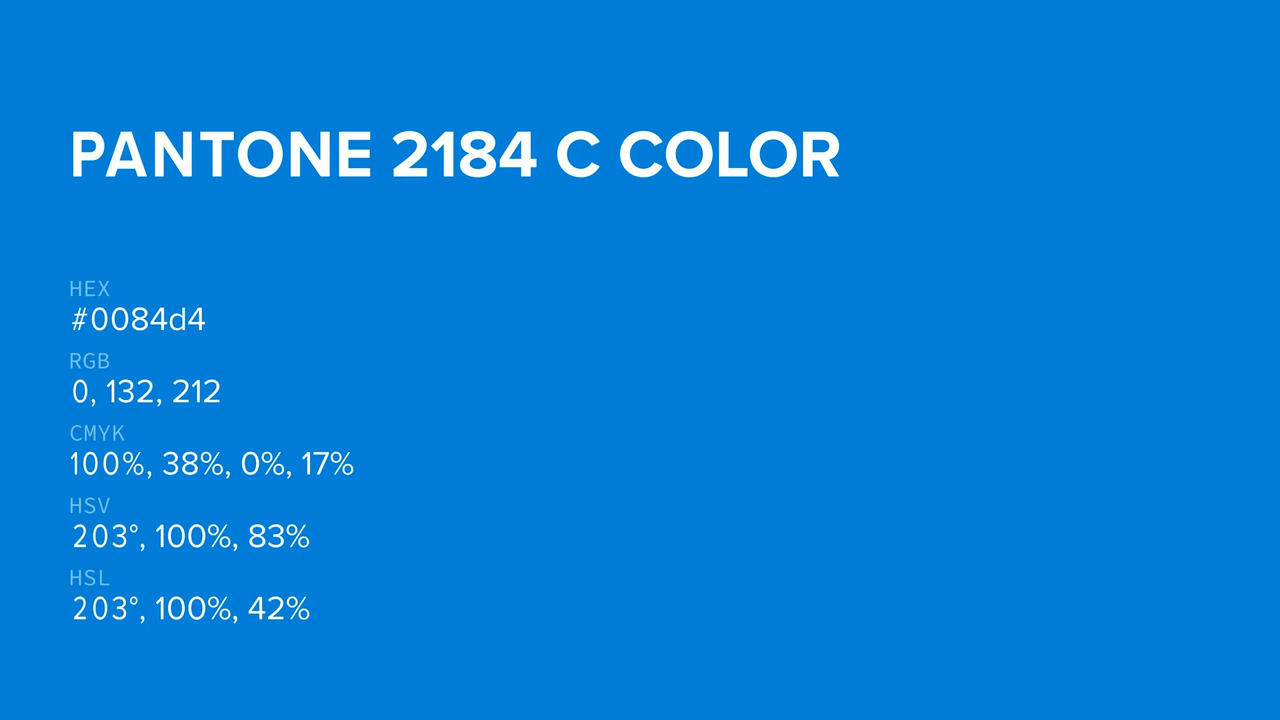 PANTONE 2184 C COLOR
HEX
#0084d4
RGB
0, 132, 212
CMYK
100%, 38%, 0%, 17%
HSV
203°, 100%, 83%
HSL
203°, 100%, 42%